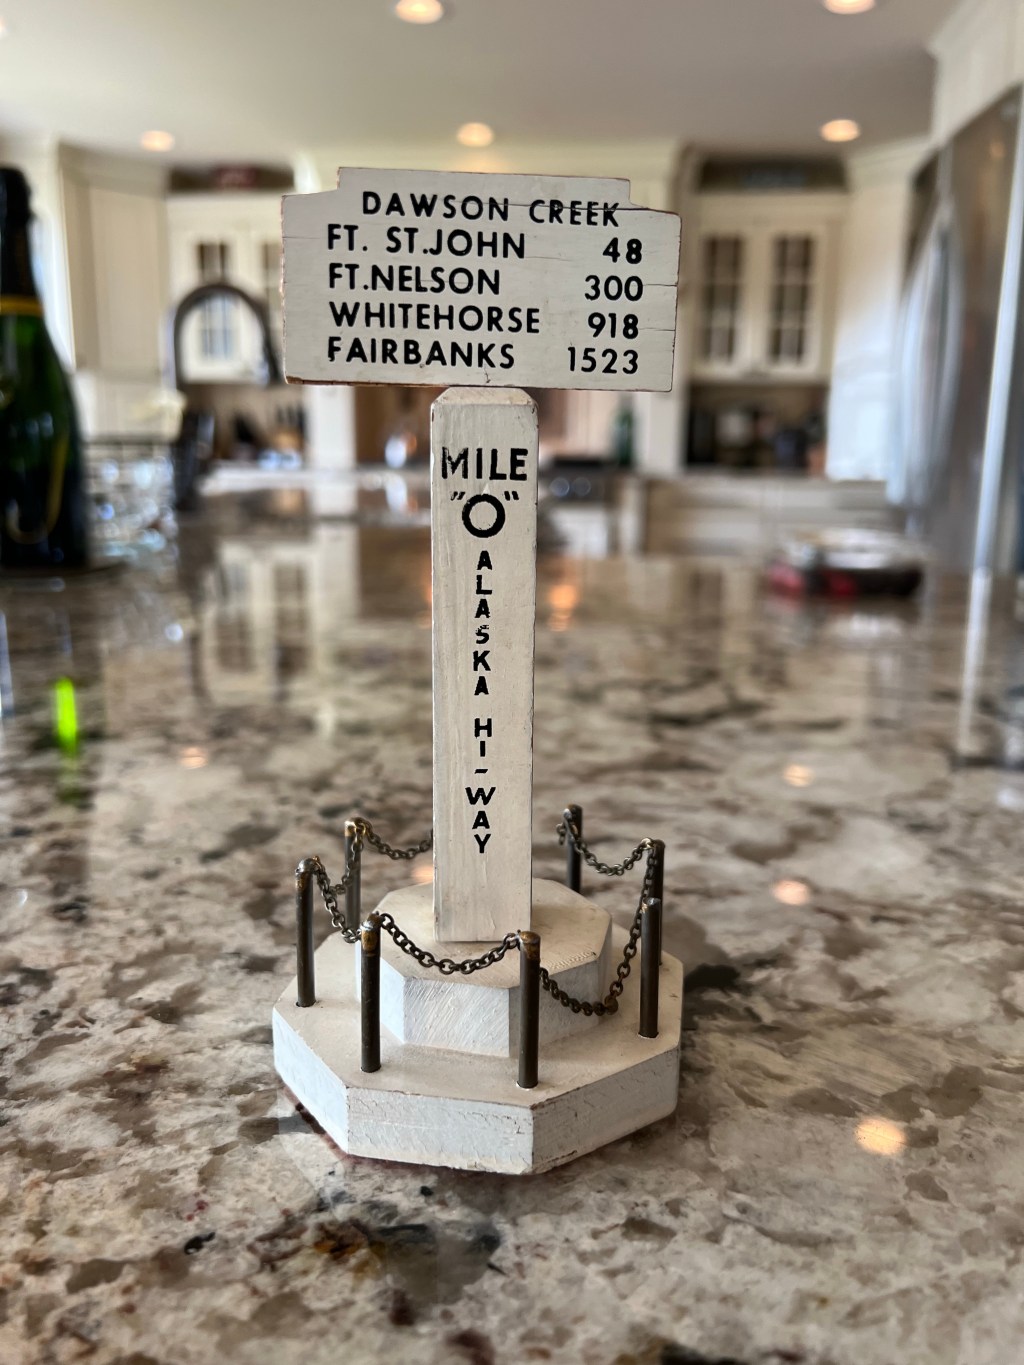 DAWSON CREEK
FT. ST.JOHN 48
FT.NELSON 300
WHITEHORSE 918
FAIRBANKS 1523
MILE
"O"
ALASKA
HI-WAY